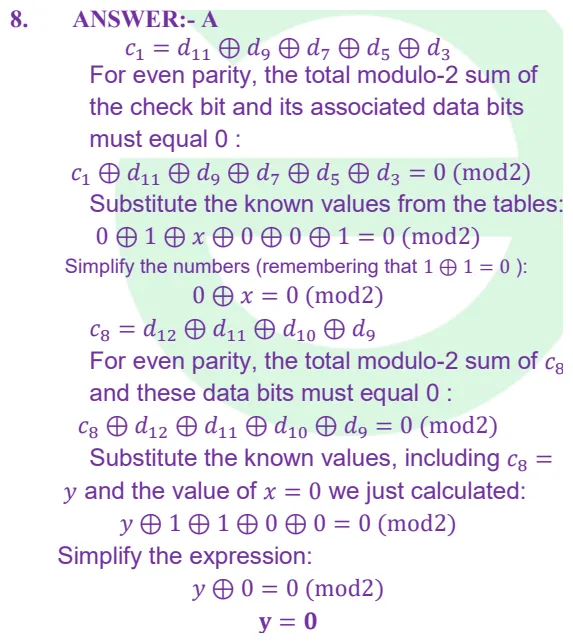 8. ANSWER:- A
c₁ = d₁₁ ⊕ d₉ ⊕ d₇ ⊕ d₅ ⊕ d₃
For even parity, the total modulo-2 sum of
the check bit and its associated data bits
must equal 0 :
c₁ ⊕ d₁₁ ⊕ d₉ ⊕ d₇ ⊕ d₅ ⊕ d₃ = 0 (mod2)
Substitute the known values from the tables:
0 ⊕ 1 ⊕ x ⊕ 0 ⊕ 0 ⊕ 1 = 0 (mod2)
Simplify the numbers (remembering that 1 ⊕ 1 = 0 ):
0 ⊕ x = 0 (mod2)
c₈ = d₁₂ ⊕ d₁₁ ⊕ d₁₀ ⊕ d₉
For even parity, the total modulo-2 sum of c₈
and these data bits must equal 0 :
c₈ ⊕ d₁₂ ⊕ d₁₁ ⊕ d₁₀ ⊕ d₉ = 0 (mod2)
Substitute the known values, including c₈ =
y and the value of x = 0 we just calculated:
y ⊕ 1 ⊕ 1 ⊕ 0 ⊕ 0 = 0 (mod2)
Simplify the expression:
y ⊕ 0 = 0 (mod2)
y = 0